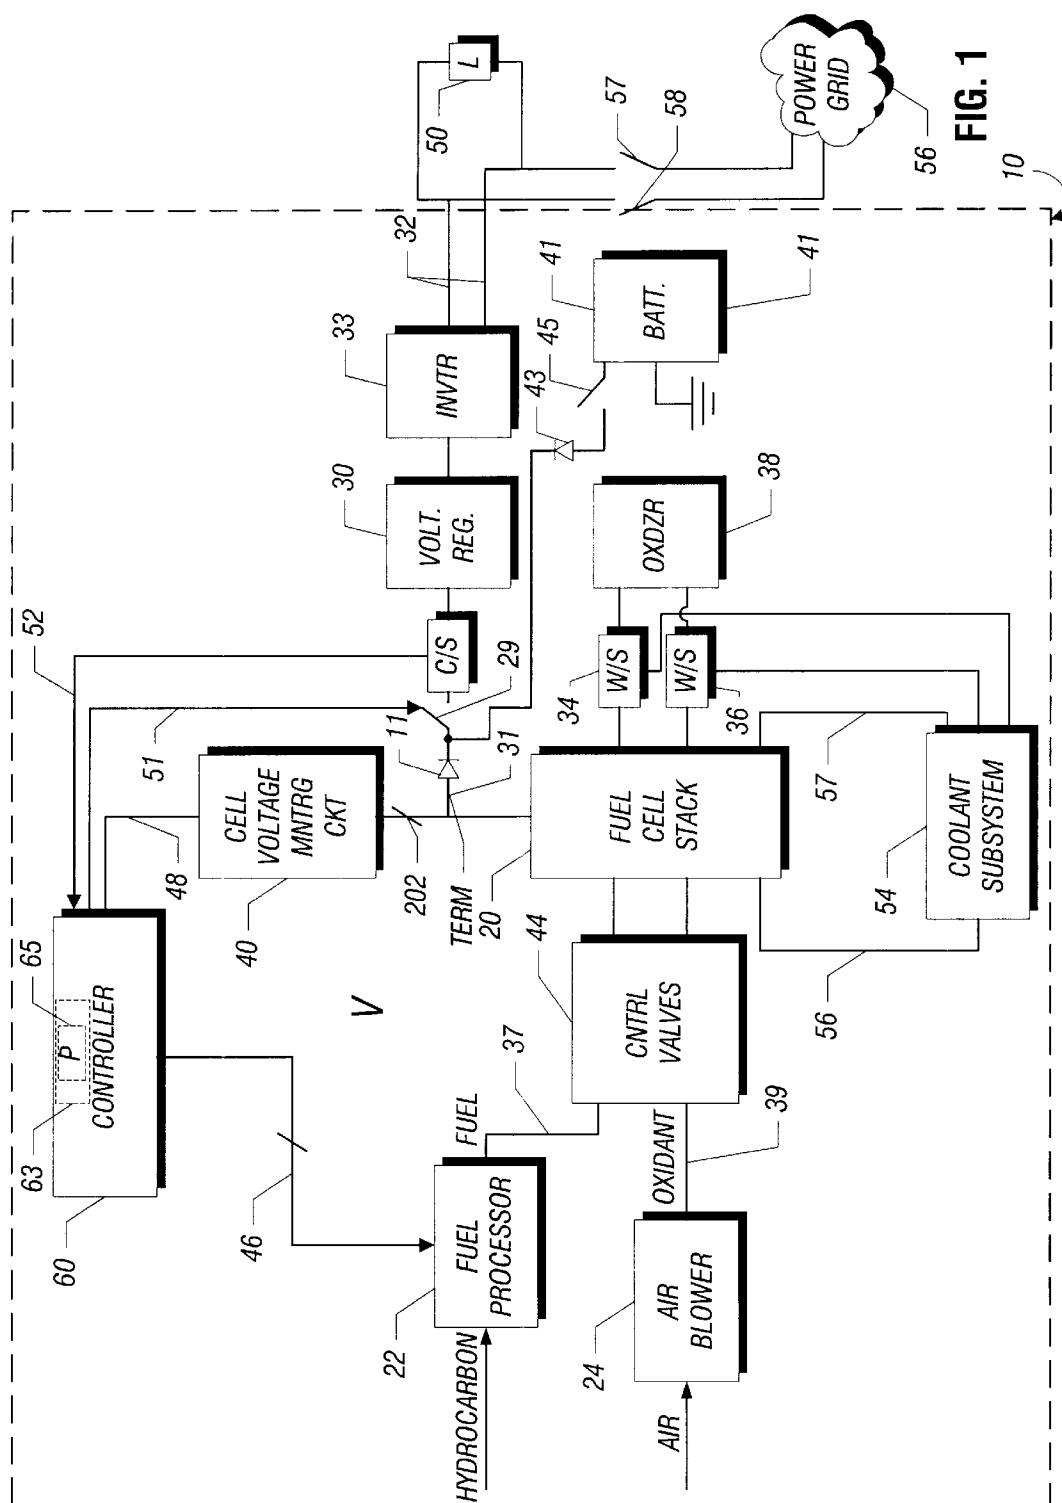 FIG. 1
10
52
32
L
50
33
INVTR
30
VOLT.
REG.
C/S
29
51
11
31
TERM
202
CELL
VOLTAGE
MNTRG
CKT
48
40
65
P
CONTROLLER
63
60
46
V
57
58
POWER
GRID
56
41
BATT.
41
45
43
OXDZR
38
W/S
34
W/S
36
FUEL
CELL
STACK
20
57
COOLANT
SUBSYSTEM
54
56
44
CNTRL
VALVES
37
FUEL
39
OXIDANT
FUEL
PROCESSOR
22
HYDROCARBON
AIR
BLOWER
24
AIR